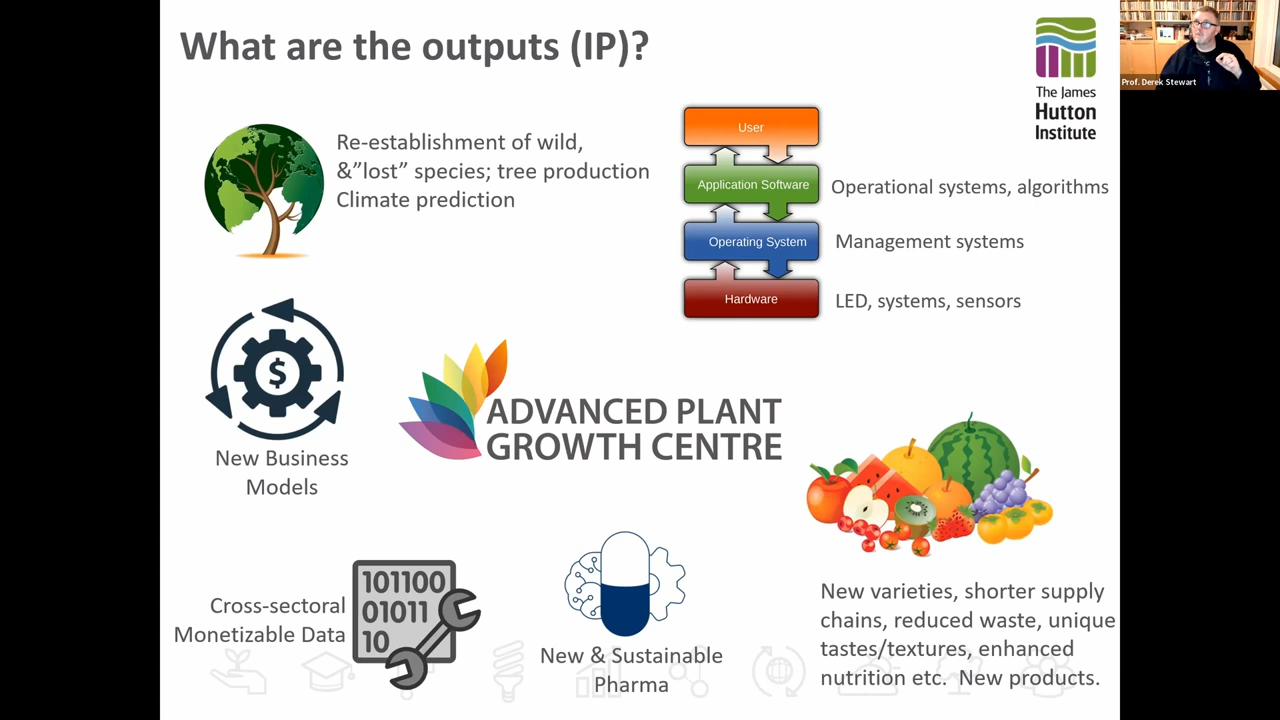 What are the outputs (IP)?
The James
Hutton
Institute
Prof. Derek Stewart
Re-establishment of wild,
&”lost” species; tree production
Climate prediction
User
Application Software
Operational systems, algorithms
Operating System
Management systems
Hardware
LED, systems, sensors
$
New Business
Models
ADVANCED PLANT
GROWTH CENTRE
Cross-sectoral
Monetizable Data
101100
01011
10
New & Sustainable
Pharma
New varieties, shorter supply
chains, reduced waste, unique
tastes/textures, enhanced
nutrition etc.  New products.